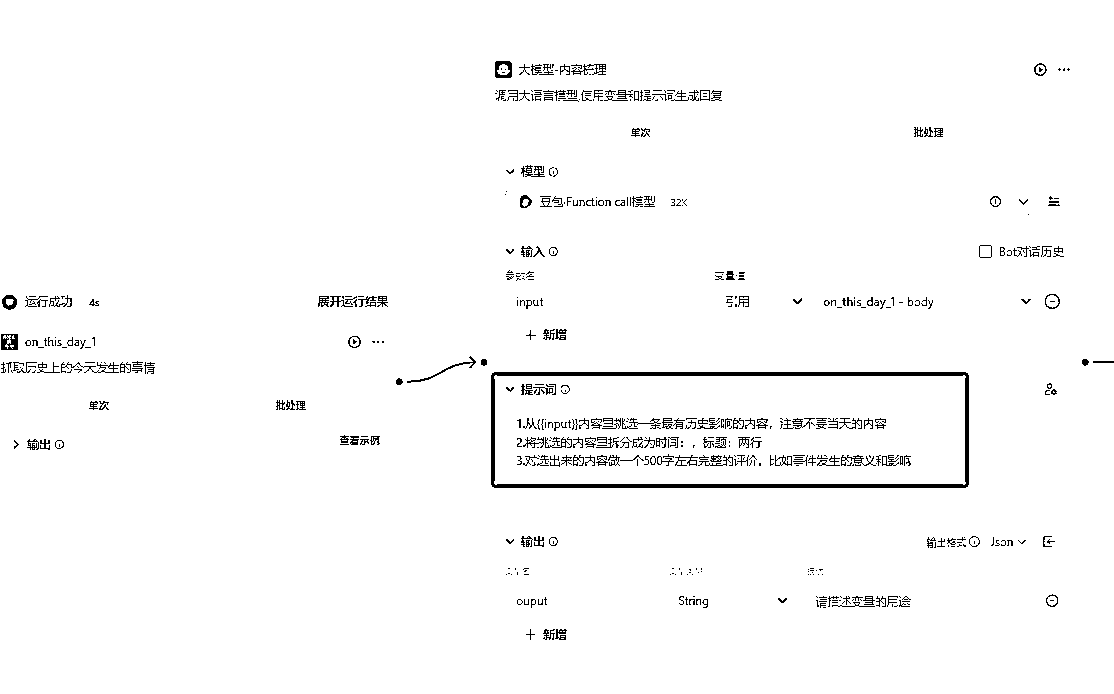 大模型-内容梳理
调用大语言模型,使用变量和提示词生成回复
单次 批处理
模型
豆包·Function call模型 32K
输入 Bot对话历史
参数名 变量值
input 引用 on_this_day_1 - body
+ 新增
运行成功 4s 展开运行结果
on_this_day_1
抓取历史上的今天发生的事情
单次 批处理
输出 查看示例
提示词
1.从{{input}}内容里挑选一条最有历史影响的内容，注意不要当天的内容
2.将挑选的内容里拆分成为时间：，标题：两行
3.对选出来的内容做一个500字左右完整的评价，比如事件发生的意义和影响
输出 输出格式 Json
ouput String 请描述变量的用途
+ 新增